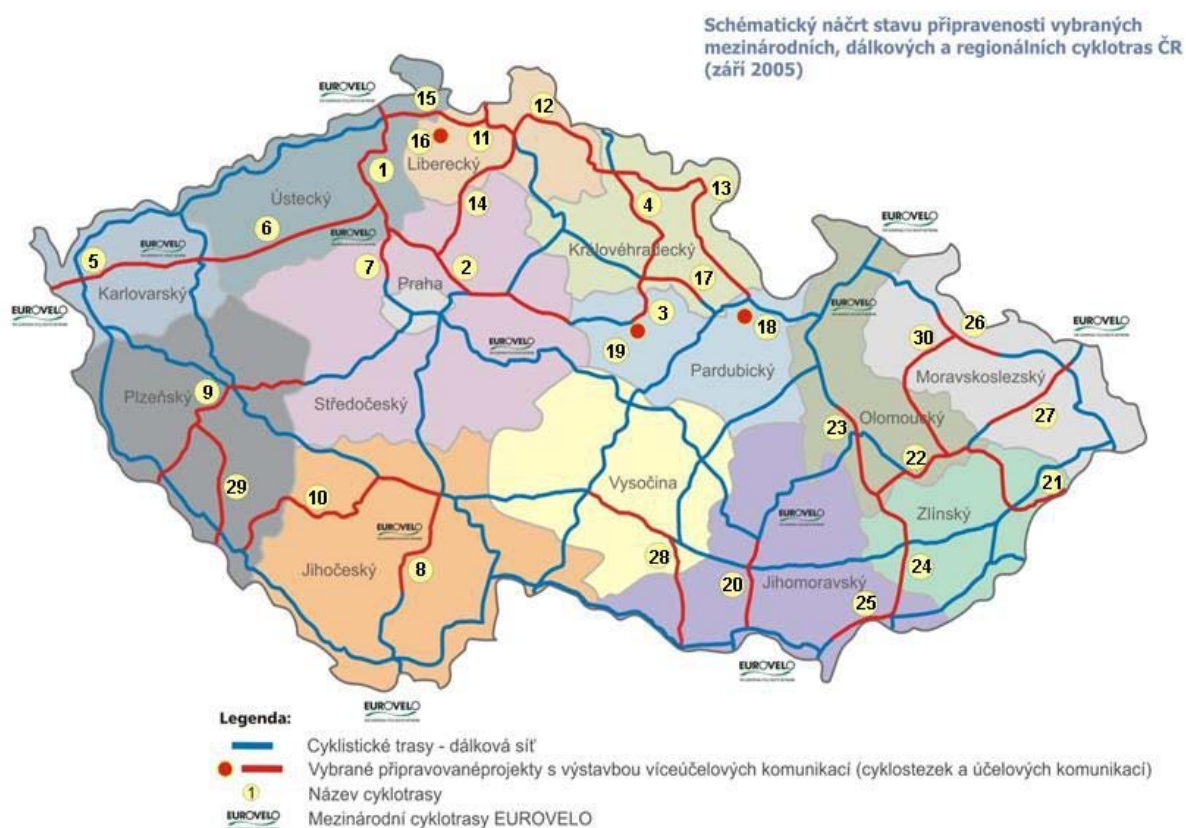 Schématický náčrt stavu připravenosti vybraných
mezinárodních, dálkových a regionálních cyklotras ČR
(září 2005)
EUROVELO
15
12
16
11
Liberecký
1
Ústecký
14
13
4
6
EUROVELO
EUROVELO
EUROVELO
5
Královéhradecký
7
2
Praha
17
Karlovarský
EUROVELO
EUROVELO
3
18
26
EUROVELO
19
EUROVELO
30
Pardubický
Moravskoslezský
9
Plzeňský
Středočeský
27
Olomoucký
23
22
Vysočina
29
10
21
Zlínský
EUROVELO
EUROVELO
28
8
Jihočeský
20
Jihomoravský
24
25
EUROVELO
EUROVELO
Legenda:
Cyklistické trasy - dálková síť
Vybrané připravovanéprojekty s výstavbou víceúčelových komunikací (cyklostezek a účelových komunikací)
1 Název cyklotrasy
EUROVELO Mezinárodní cyklotrasy EUROVELO